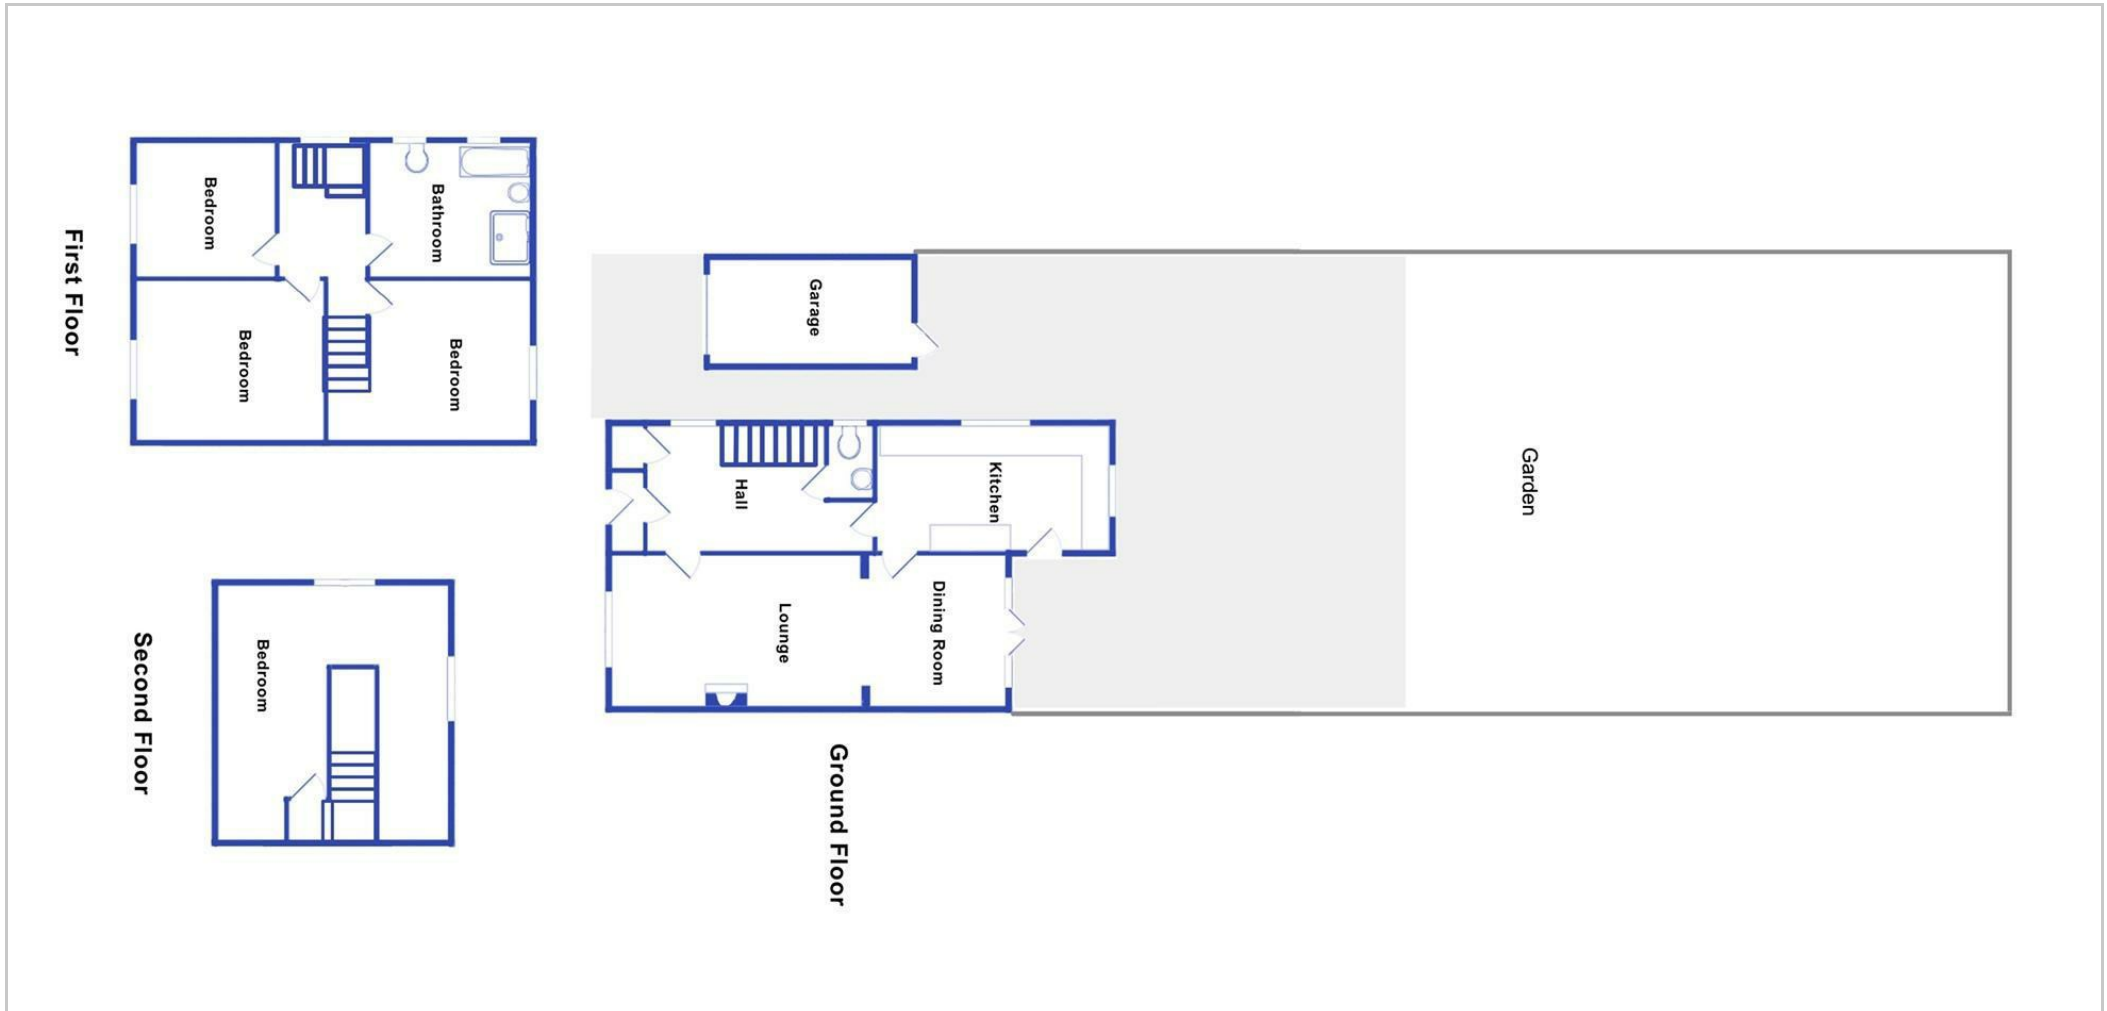 First Floor
Bedroom
Bathroom
Bedroom
Bedroom
Second Floor
Bedroom
Ground Floor
Garage
Hall
Kitchen
Lounge
Dining Room
Garden